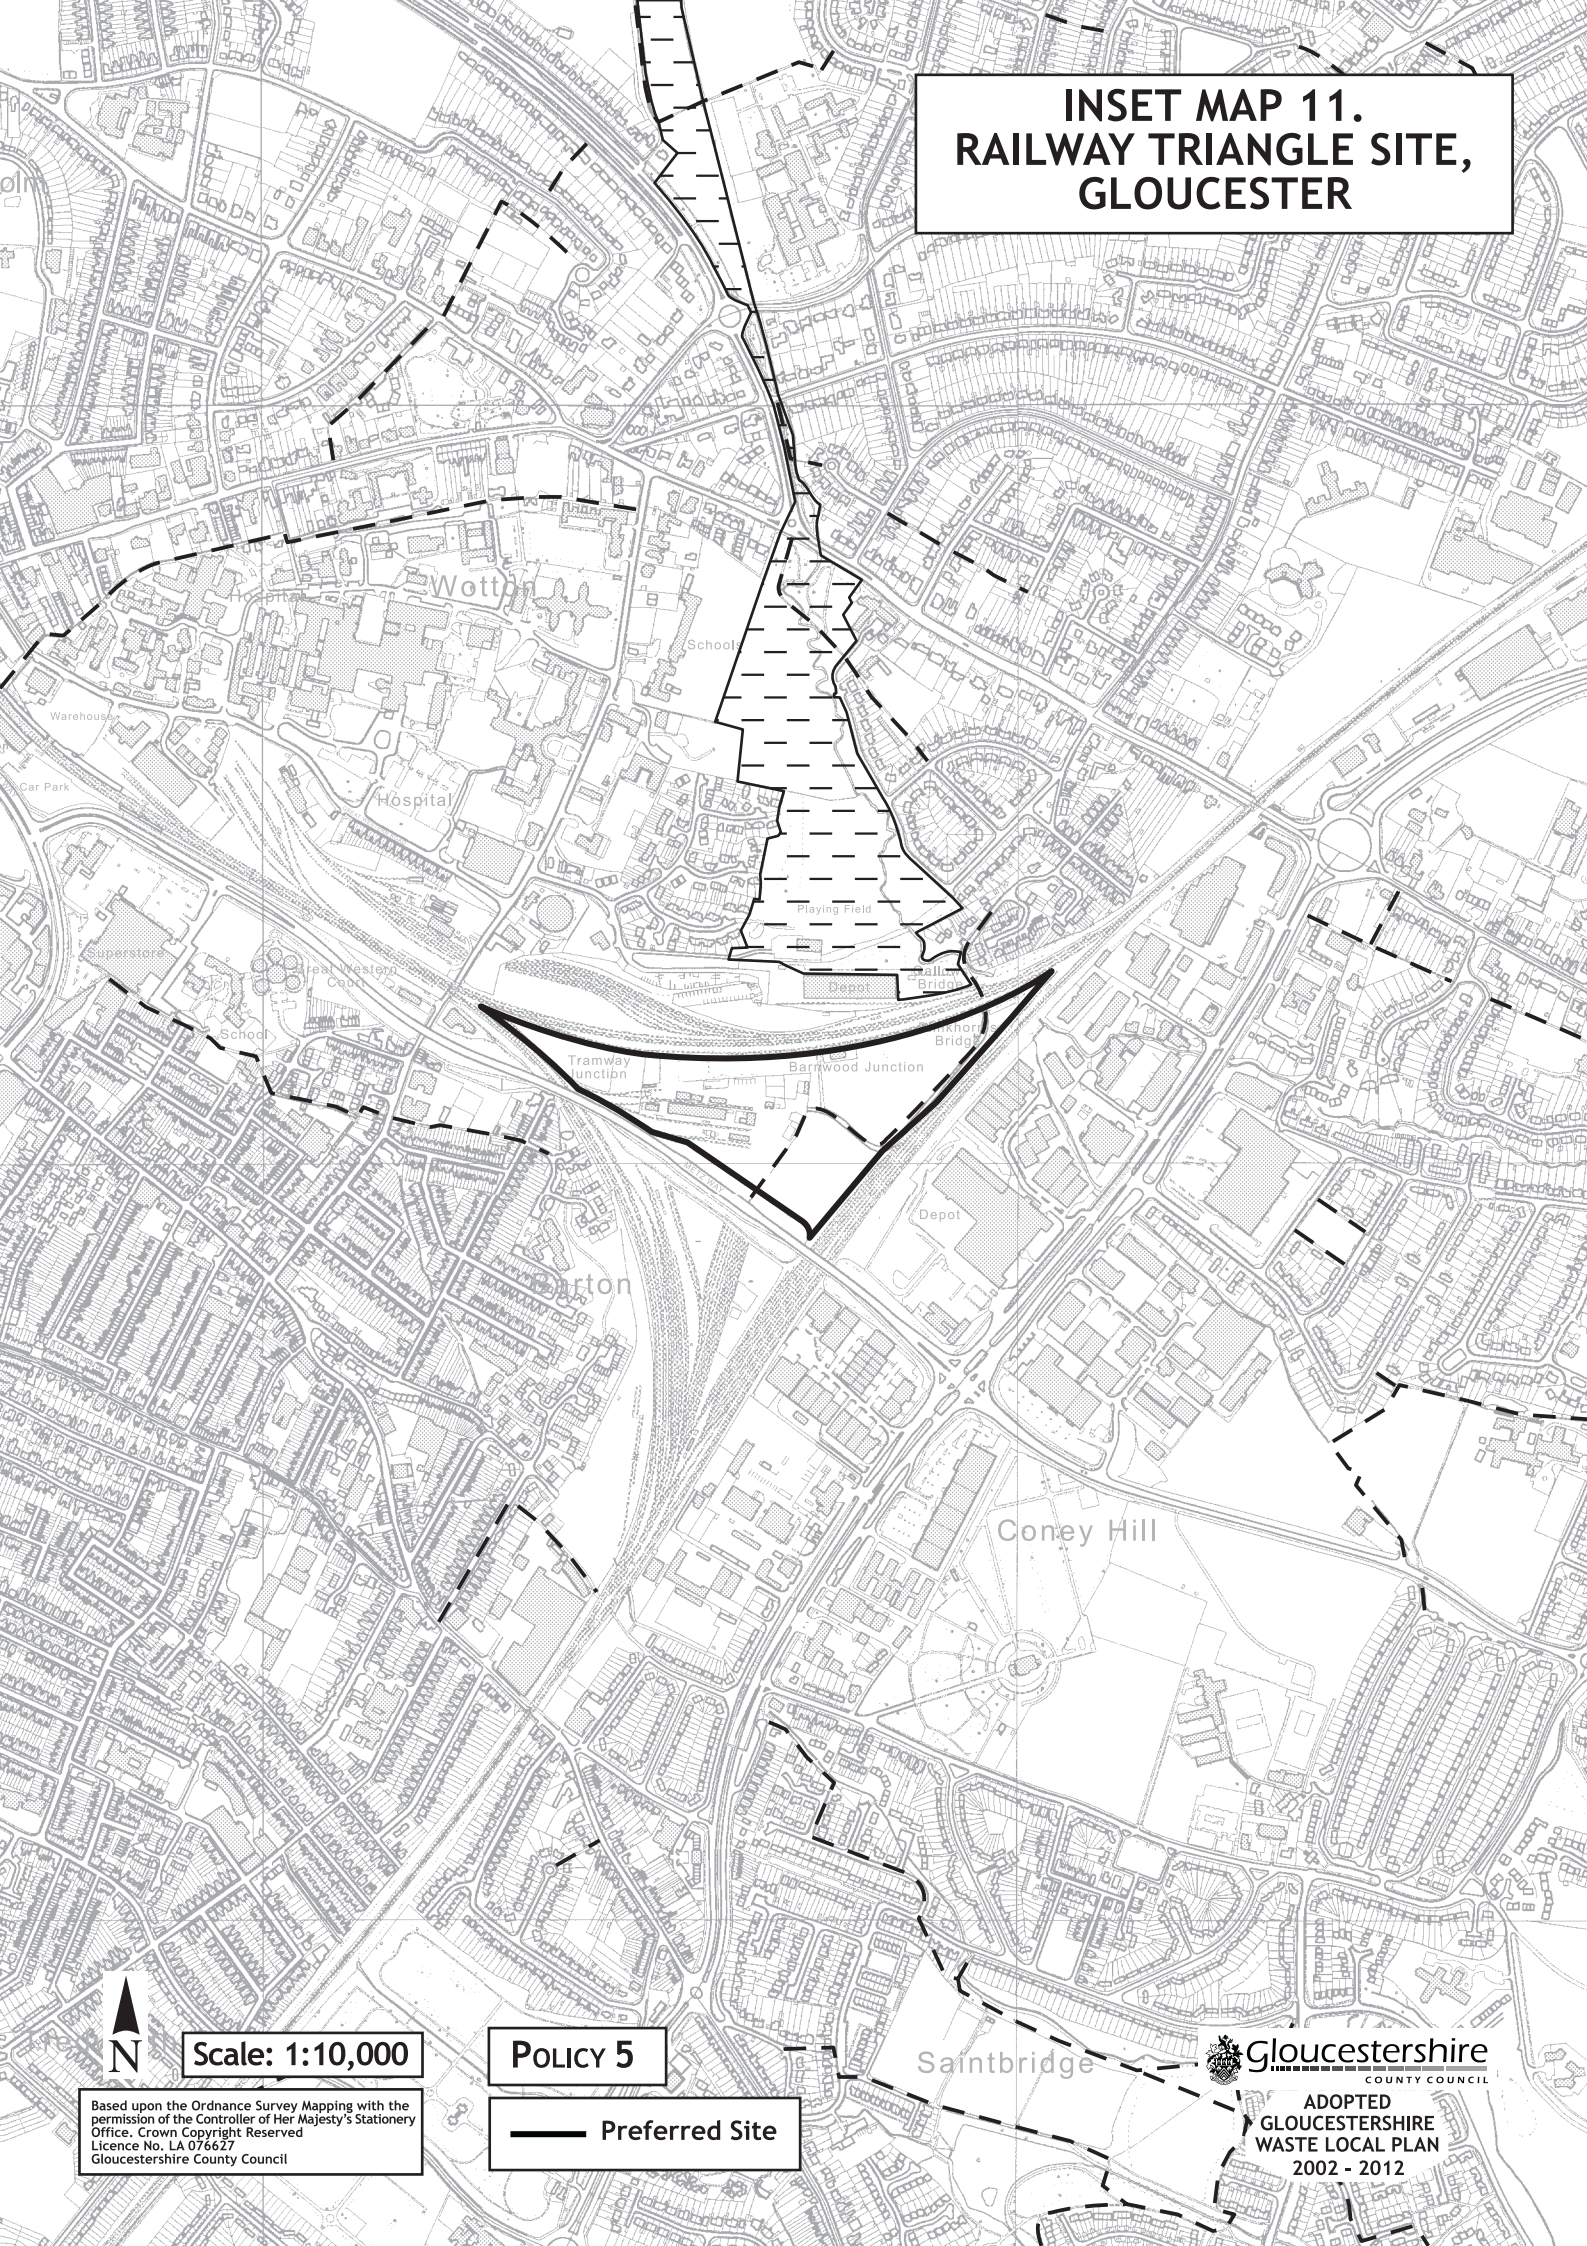 INSET MAP 11.
RAILWAY TRIANGLE SITE,
GLOUCESTER
Wotton
Hospital
Schools
Warehouse
Car Park
Hospital
Playing Field
Superstore
Great Western
Court
Depot
Bridge
School
Bridge
Tramway
Junction
Barnwood Junction
Depot
Barton
Coney Hill
Saintbridge
N
Scale: 1:10,000
Based upon the Ordnance Survey Mapping with the
permission of the Controller of Her Majesty's Stationery
Office. Crown Copyright Reserved
Licence No. LA 076627
Gloucestershire County Council
POLICY 5
Preferred Site
Gloucestershire
COUNTY COUNCIL
ADOPTED
GLOUCESTERSHIRE
WASTE LOCAL PLAN
2002 - 2012